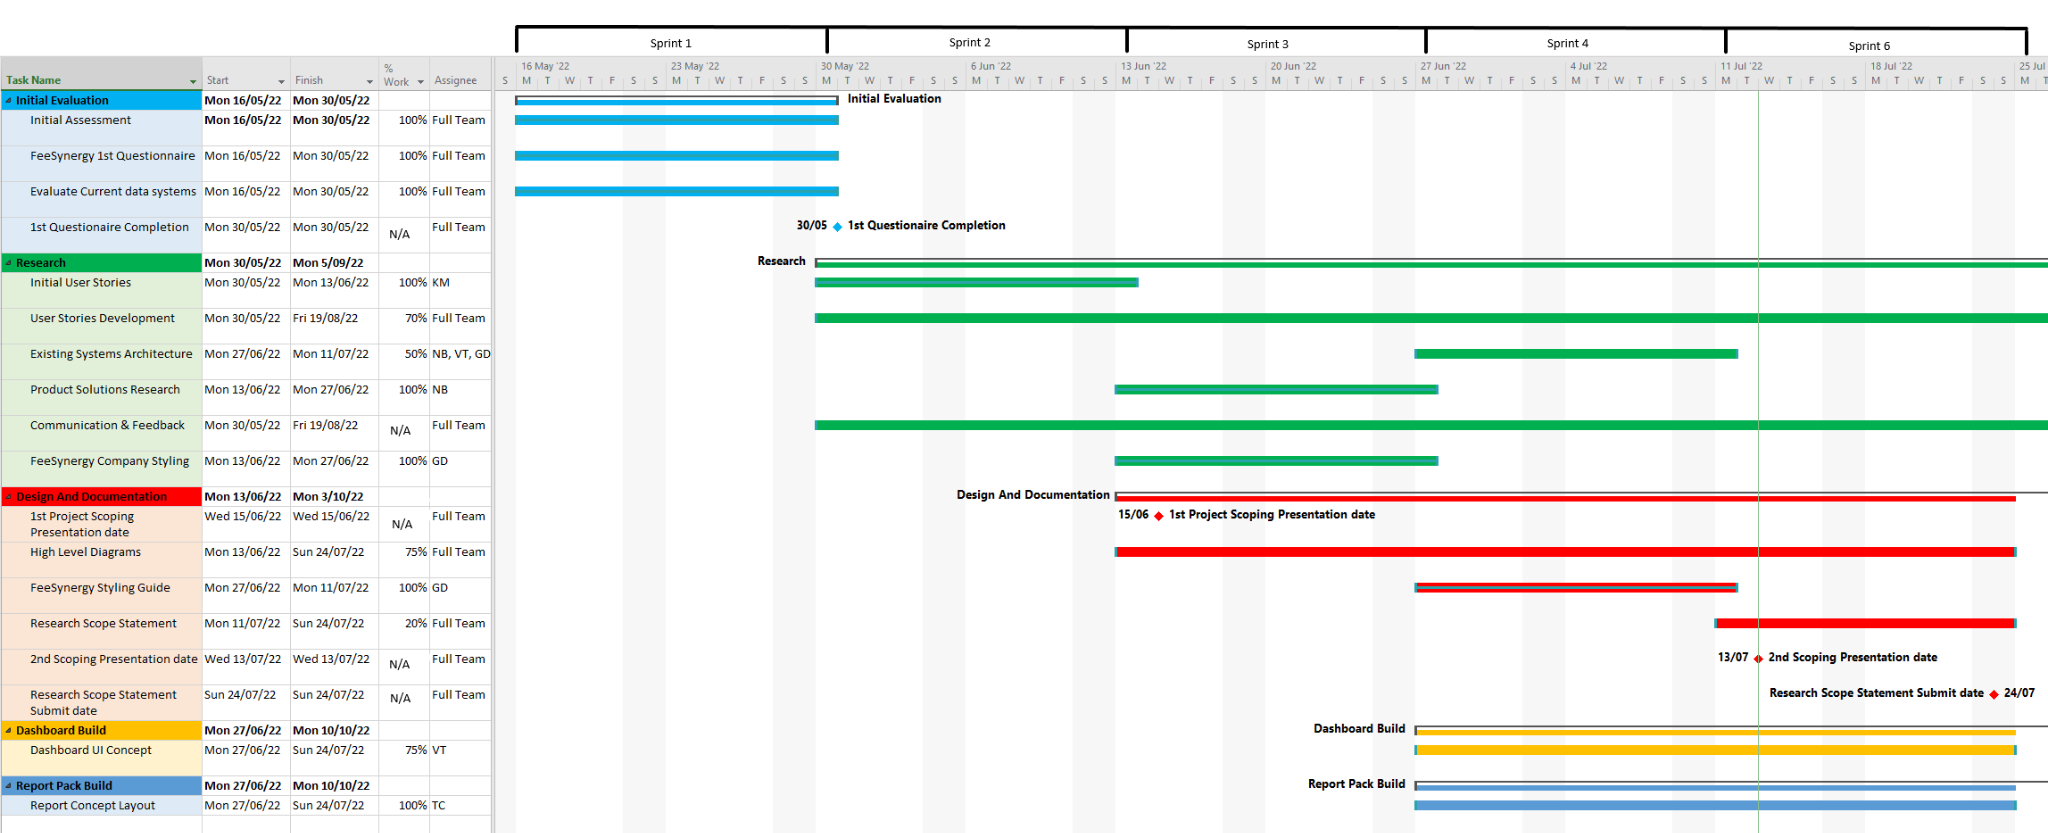 Sprint 1 Sprint 2 Sprint 3 Sprint 4 Sprint 6
Task Name Start Finish % Work Assignee
S 16 May '22 23 May '22 30 May '22 6 Jun '22 13 Jun '22 20 Jun '22 27 Jun '22 4 Jul '22 11 Jul '22 18 Jul '22 25 Jul
M T W T F S S M T W T F S S M T W T F S S M T W T F S S M T W T F S S M T W T F S S M T W T F S S M T W T F S S M T W T F S S M T W T F S S M T
Initial Evaluation Mon 16/05/22 Mon 30/05/22 Initial Evaluation
Initial Assessment Mon 16/05/22 Mon 30/05/22 100% Full Team
FeeSynergy 1st Questionnaire Mon 16/05/22 Mon 30/05/22 100% Full Team
Evaluate Current data systems Mon 16/05/22 Mon 30/05/22 100% Full Team
1st Questionaire Completion Mon 30/05/22 Mon 30/05/22 N/A Full Team 30/05 1st Questionaire Completion
Research Mon 30/05/22 Mon 5/09/22 Research
Initial User Stories Mon 30/05/22 Mon 13/06/22 100% KM
User Stories Development Mon 30/05/22 Fri 19/08/22 70% Full Team
Existing Systems Architecture Mon 27/06/22 Mon 11/07/22 50% NB, VT, GD
Product Solutions Research Mon 13/06/22 Mon 27/06/22 100% NB
Communication & Feedback Mon 30/05/22 Fri 19/08/22 N/A Full Team
FeeSynergy Company Styling Mon 13/06/22 Mon 27/06/22 100% GD
Design And Documentation Mon 13/06/22 Mon 3/10/22 Design And Documentation
1st Project Scoping Wed 15/06/22 Wed 15/06/22 N/A Full Team 15/06 1st Project Scoping Presentation date
Presentation date
High Level Diagrams Mon 13/06/22 Sun 24/07/22 75% Full Team
FeeSynergy Styling Guide Mon 27/06/22 Mon 11/07/22 100% GD
Research Scope Statement Mon 11/07/22 Sun 24/07/22 20% Full Team
2nd Scoping Presentation date Wed 13/07/22 Wed 13/07/22 N/A Full Team 13/07 2nd Scoping Presentation date
Research Scope Statement Sun 24/07/22 Sun 24/07/22 N/A Full Team Research Scope Statement Submit date 24/07
Submit date
Dashboard Build Mon 27/06/22 Mon 10/10/22 Dashboard Build
Dashboard UI Concept Mon 27/06/22 Sun 24/07/22 75% VT
Report Pack Build Mon 27/06/22 Mon 10/10/22 Report Pack Build
Report Concept Layout Mon 27/06/22 Sun 24/07/22 100% TC